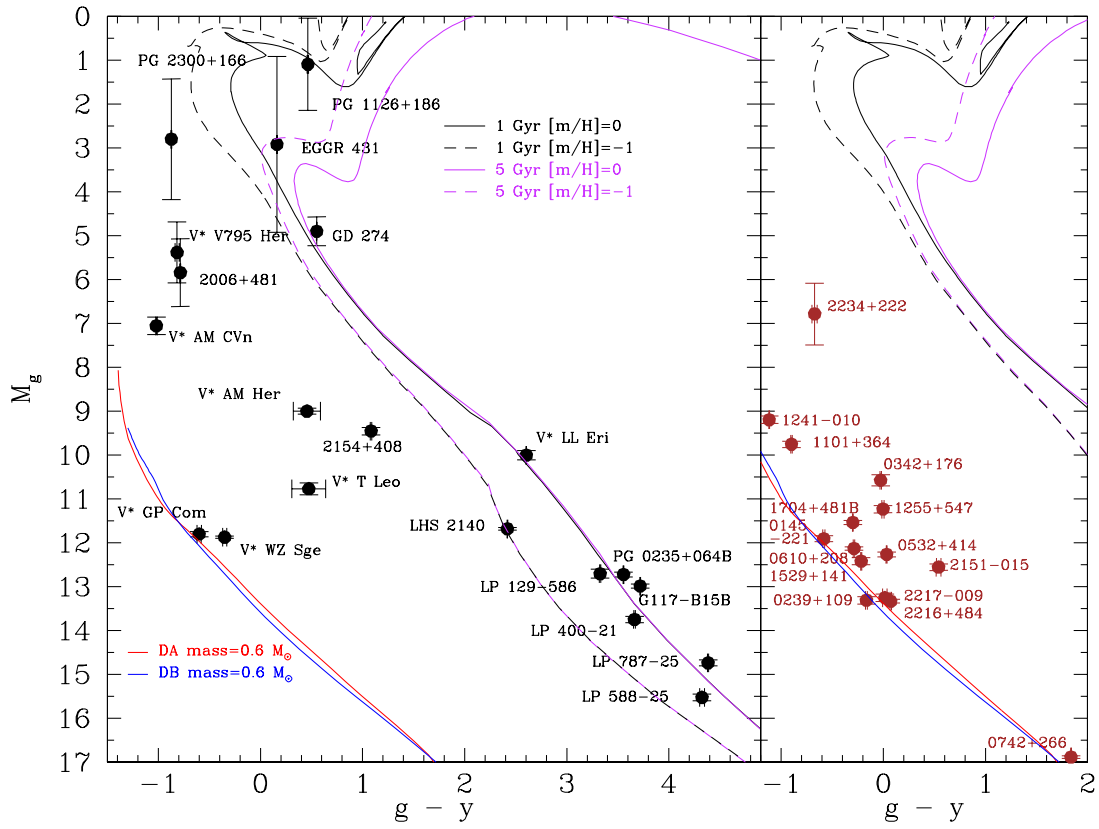 0
1
2
3
4
5
6
7
8
9
10
11
12
13
14
15
16
17
M_g
PG 2300+166
PG 1126+186
EGGR 431
1 Gyr [m/H]=0
1 Gyr [m/H]=-1
5 Gyr [m/H]=0
5 Gyr [m/H]=-1
V* V795 Her
GD 274
2006+481
V* AM CVn
V* AM Her
2154+408
V* LL Eri
V* T Leo
V* GP Com
LHS 2140
V* WZ Sge
PG 0235+064B
LP 129-586
G117-B15B
LP 400-21
DA mass=0.6 M☉
LP 787-25
DB mass=0.6 M☉
LP 588-25
-1 0 1 2 3 4
g - y
2234+222
1241-010
1101+364
0342+176
1704+481B
1255+547
0145
-221
0532+414
0610+208
2151-015
1529+141
0239+109
2217-009
2216+484
0742+266
-1 0 1 2
g - y